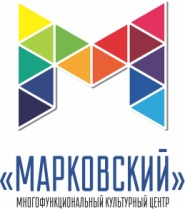 «МАРКОВСКИЙ»
МНОГОФУНКЦИОНАЛЬНЫЙ КУЛЬТУРНЫЙ ЦЕНТР